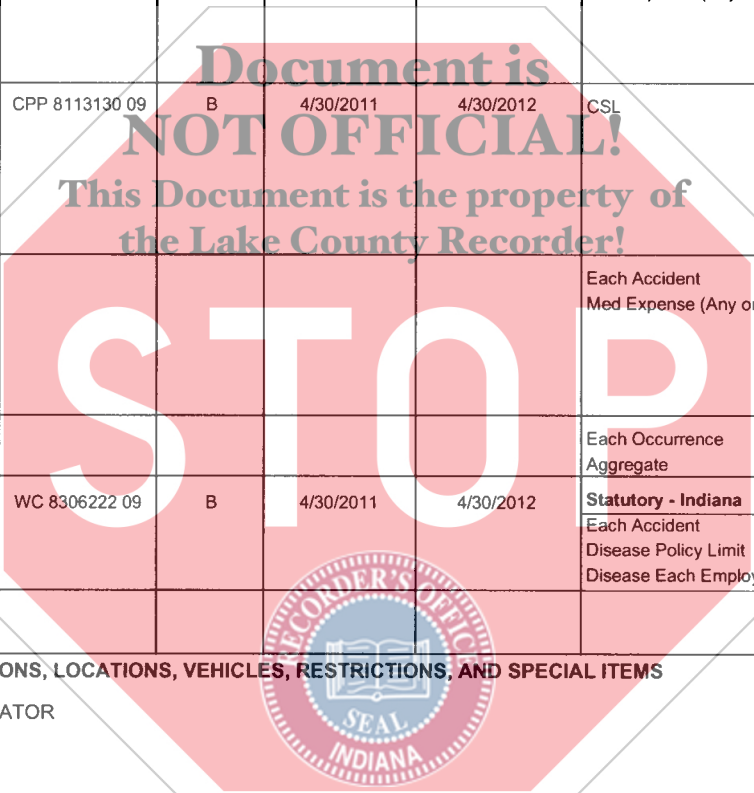 Document is
CPP 8113130 09 B 4/30/2011 4/30/2012 CSL
NOT OFFICIAL!
This Document is the property of
the Lake County Recorder!
Each Accident
Med Expense (Any
STOP
Each Occurrence
Aggregate
WC 8306222 09 B 4/30/2011 4/30/2012 Statutory - Indiana
Each Accident
Disease Policy Limit
Disease Each
RECORDER'S OFFICE
SEAL
INDIANA
ONS, LOCATIONS, VEHICLES, RESTRICTIONS, AND SPECIAL ITEMS
ATOR